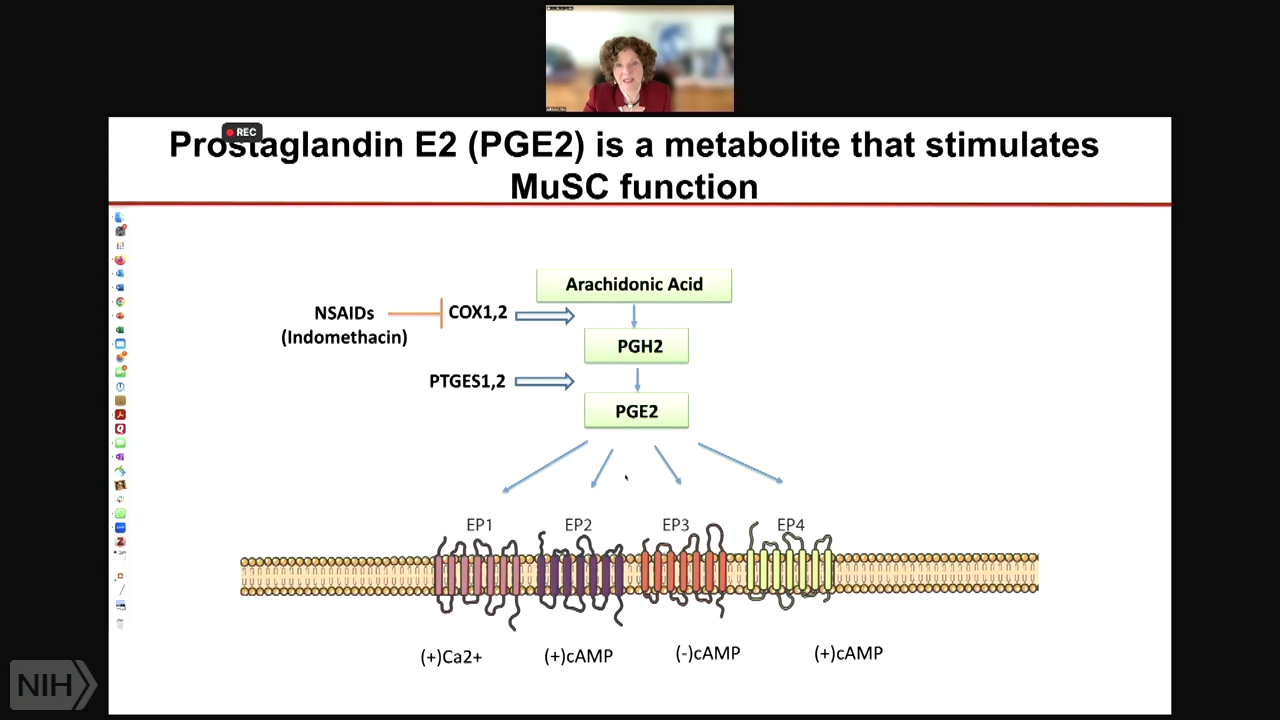 REC
Prostaglandin E2 (PGE2) is a metabolite that stimulates
MuSC function
Arachidonic Acid
NSAIDs
(Indomethacin)
COX1,2
PGH2
PTGES1,2
PGE2
EP1
EP2
EP3
EP4
(+)Ca2+
(+)cAMP
(-)cAMP
(+)cAMP
NIH